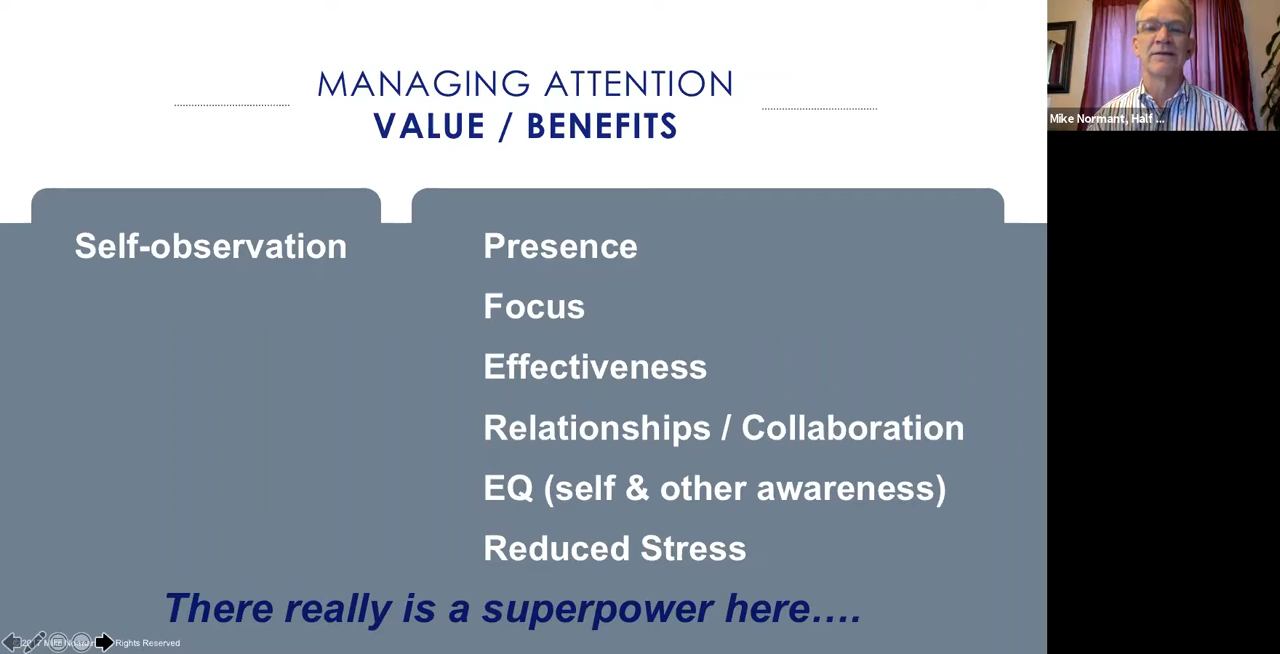 MANAGING ATTENTION
VALUE / BENEFITS
Mike Normant, Half ...
Self-observation
Presence
Focus
Effectiveness
Relationships / Collaboration
EQ (self & other awareness)
Reduced Stress
There really is a superpower here….
Rights Reserved